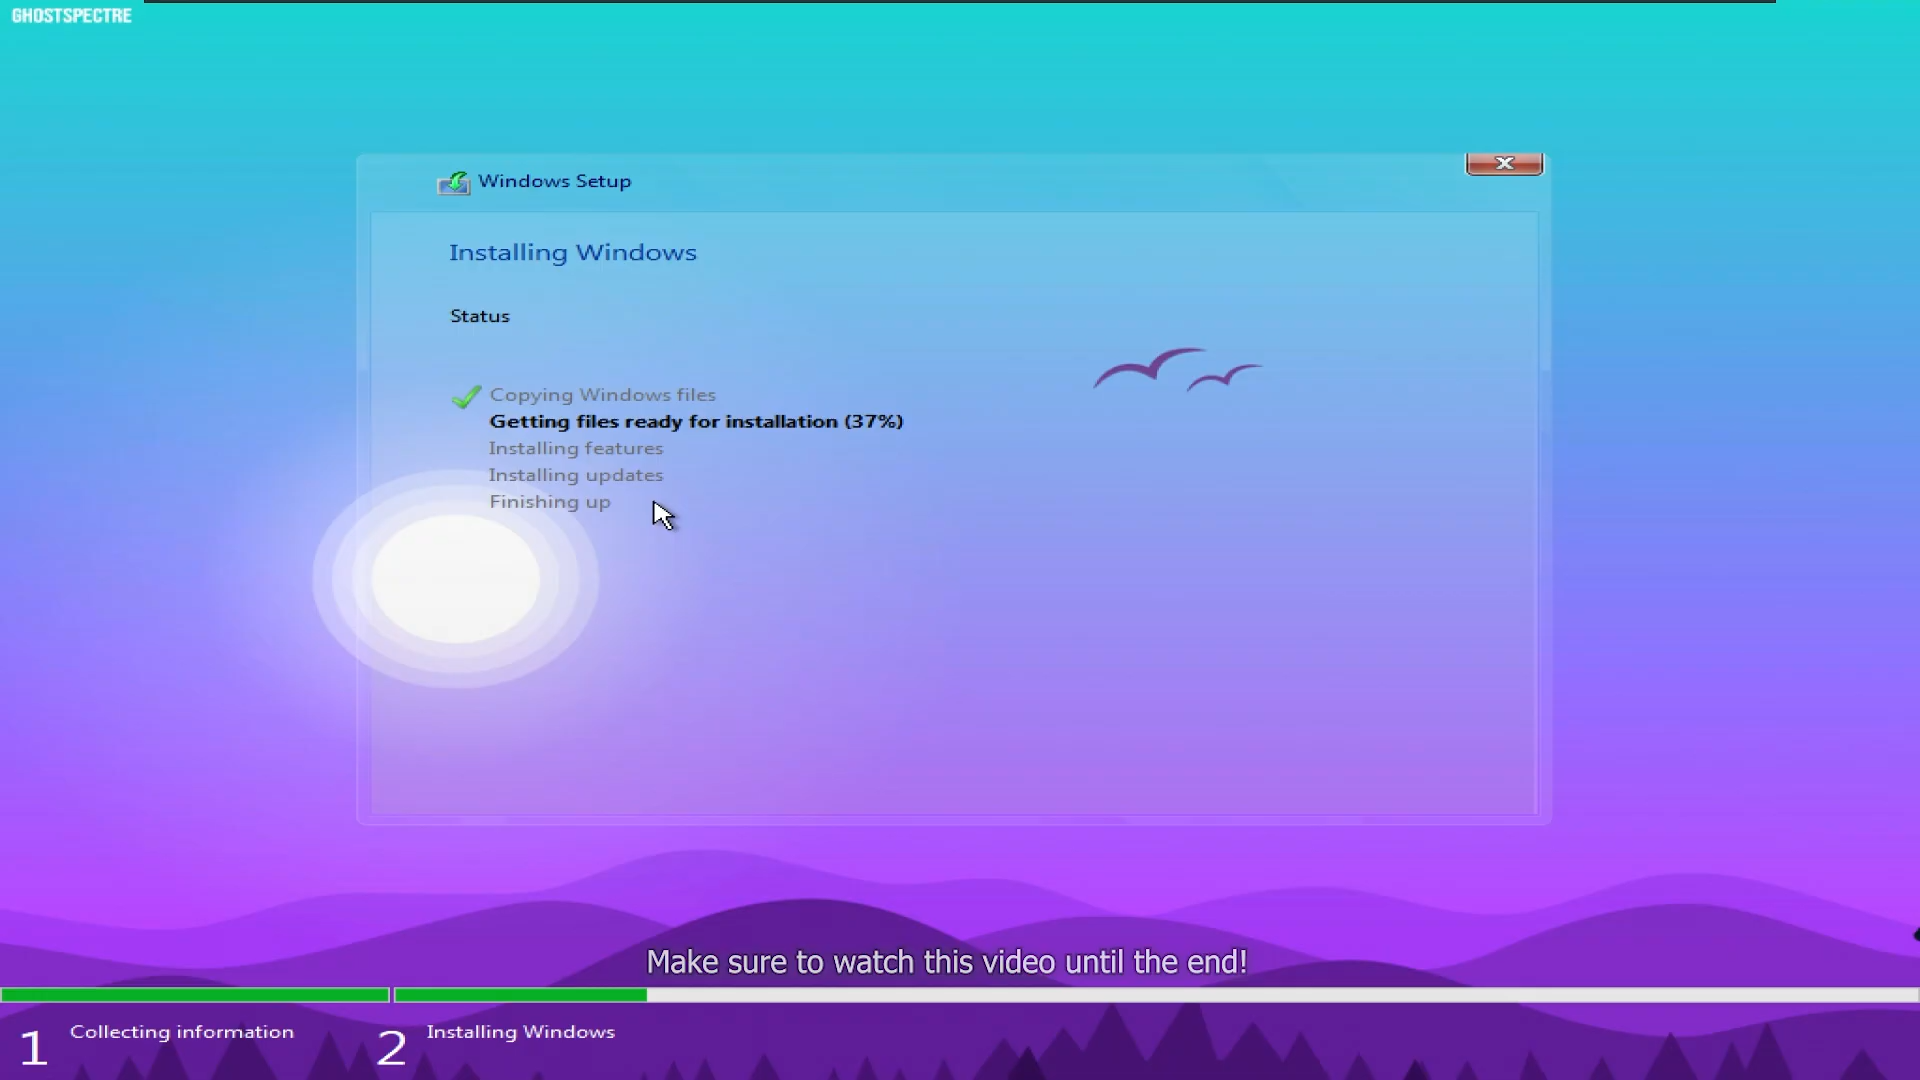 GHOSTSPECTRE
Windows Setup
Installing Windows
Status
Copying Windows files
Getting files ready for installation (37%)
Installing features
Installing updates
Finishing up
Make sure to watch this video until the end!
1 Collecting information 2 Installing Windows